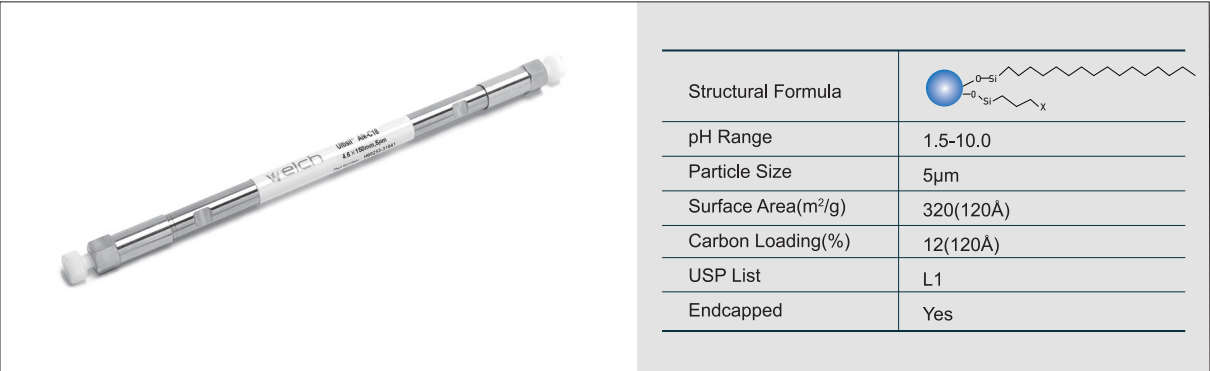 welch
Ultisil® Alk-C18
4.6×150mm,5μm
Structural Formula
O-Si
O
Si
X
pH Range 1.5-10.0
Particle Size 5μm
Surface Area(m²/g) 320(120Å)
Carbon Loading(%) 12(120Å)
USP List L1
Endcapped Yes